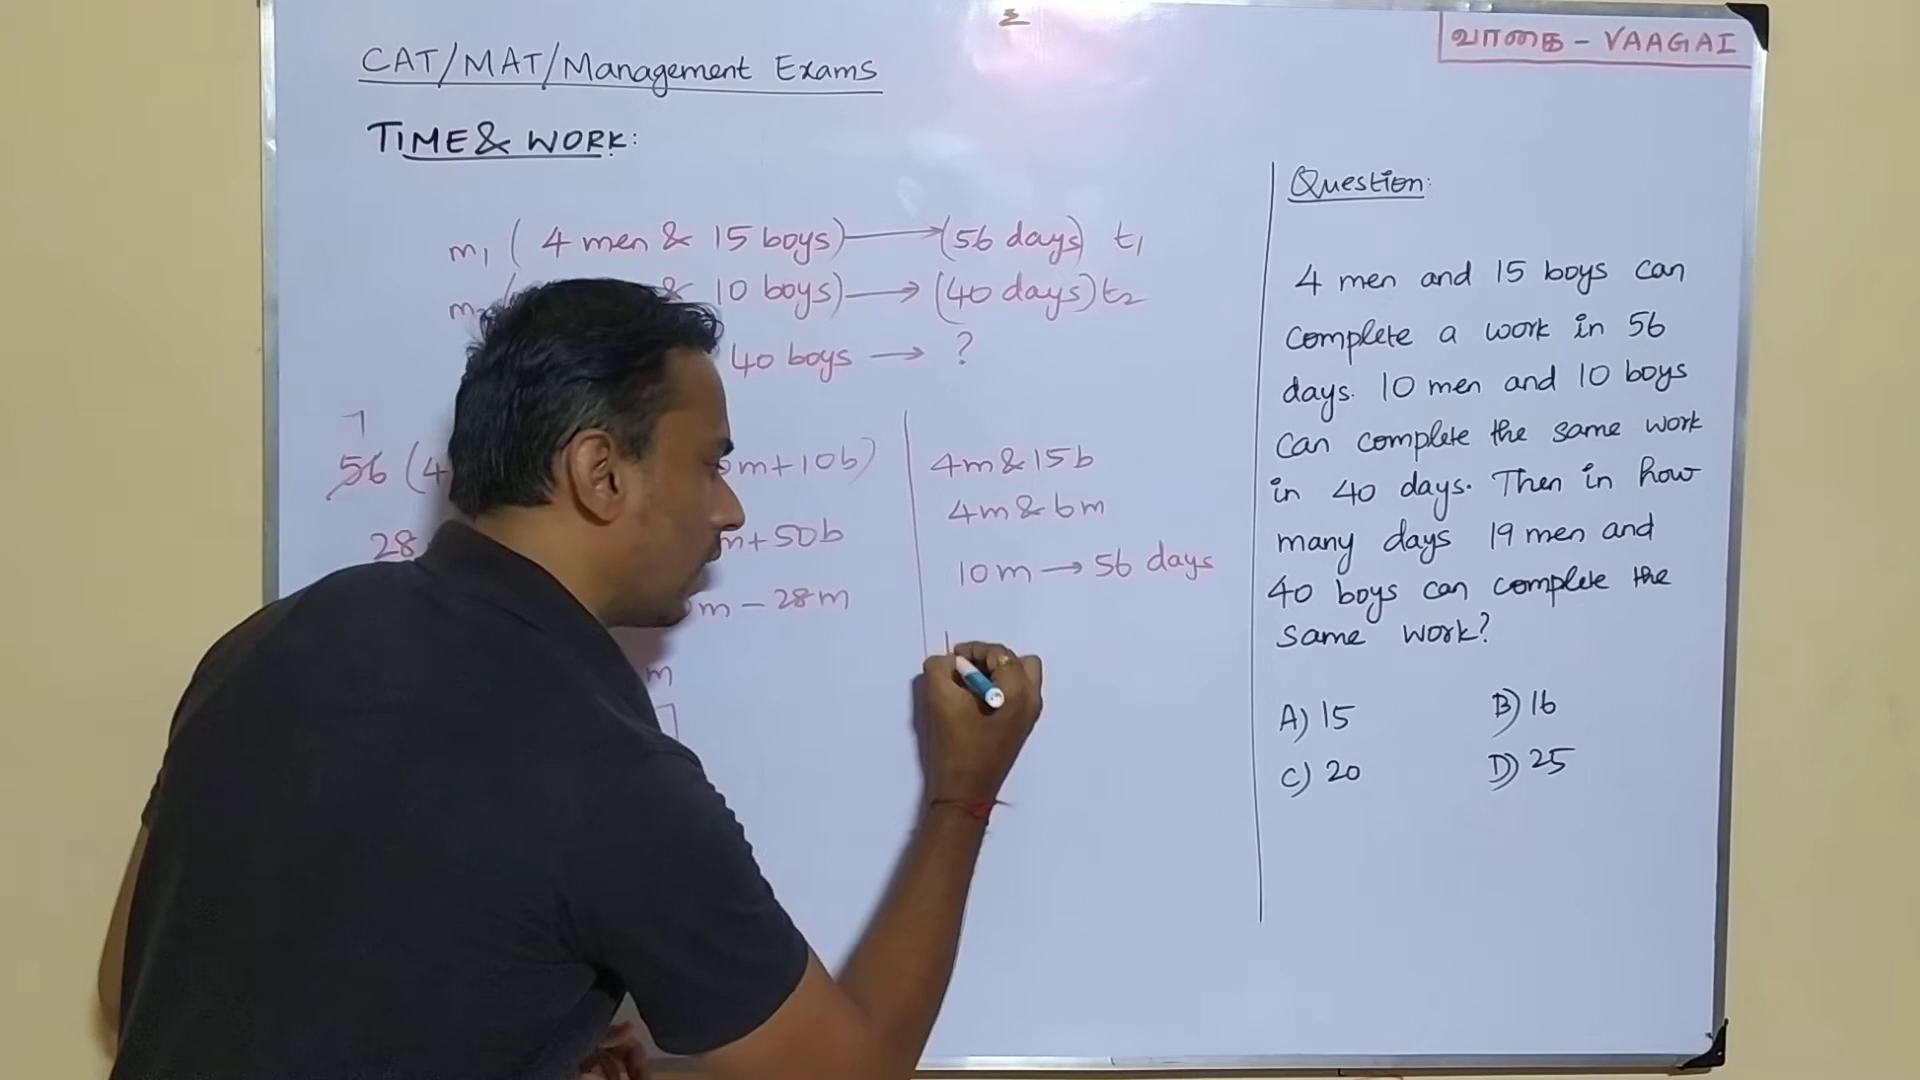 CAT/MAT/Management Exams
வாகை - VAAGAI
TIME & WORK:
m1 ( 4 men & 15 boys) → (56 days) t1
& 10 boys) → (40 days) t2
40 boys → ?
7
56 (4 m+10b)
28 m+50b
m - 28m
m
4m & 15b
4m & 6m
10m → 56 days
Question:
4 men and 15 boys can
complete a work in 56
days. 10 men and 10 boys
can complete the same work
in 40 days. Then in how
many days 19 men and
40 boys can complete the
same work?
A) 15 B) 16
C) 20 D) 25